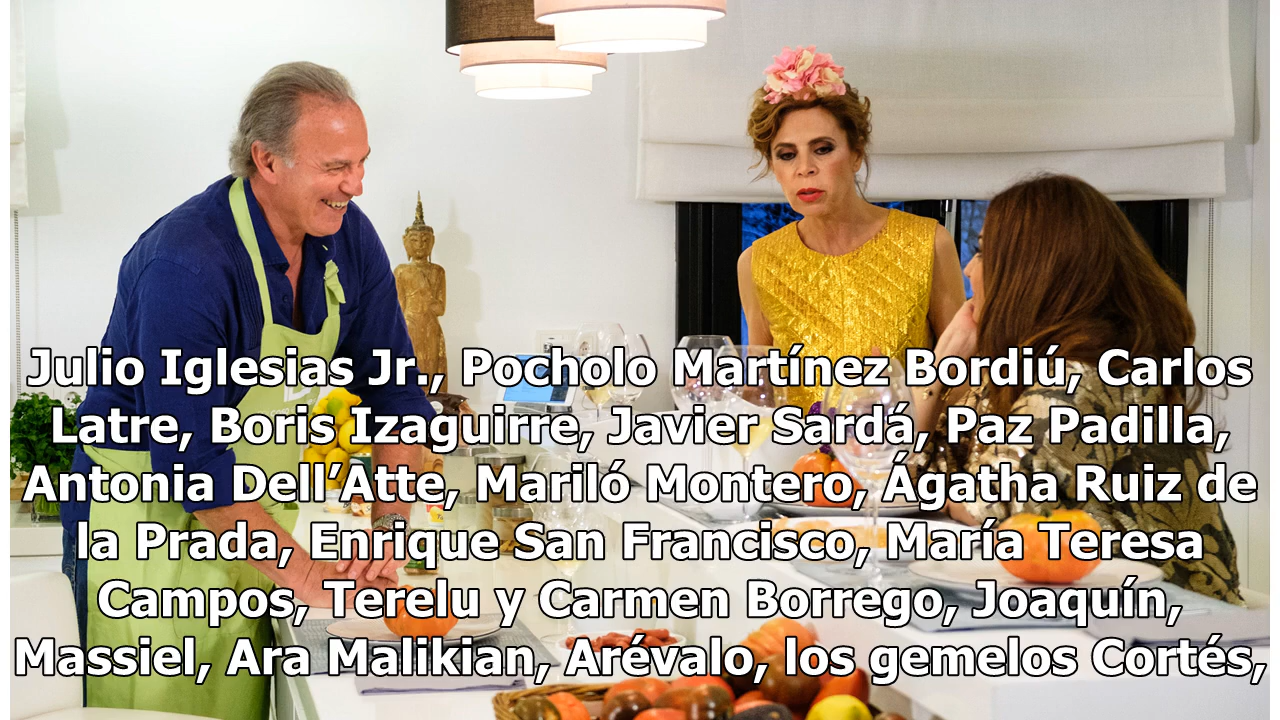 Julio Iglesias Jr., Pocholo Martínez Bordiú, Carlos
Latre, Boris Izaguirre, Javier Sardá, Paz Padilla,
Antonia Dell’Atte, Mariló Montero, Ágatha Ruiz de
la Prada, Enrique San Francisco, María Teresa
Campos, Terelu y Carmen Borrego, Joaquín,
Massiel, Ara Malikian, Arévalo, los gemelos Cortés,